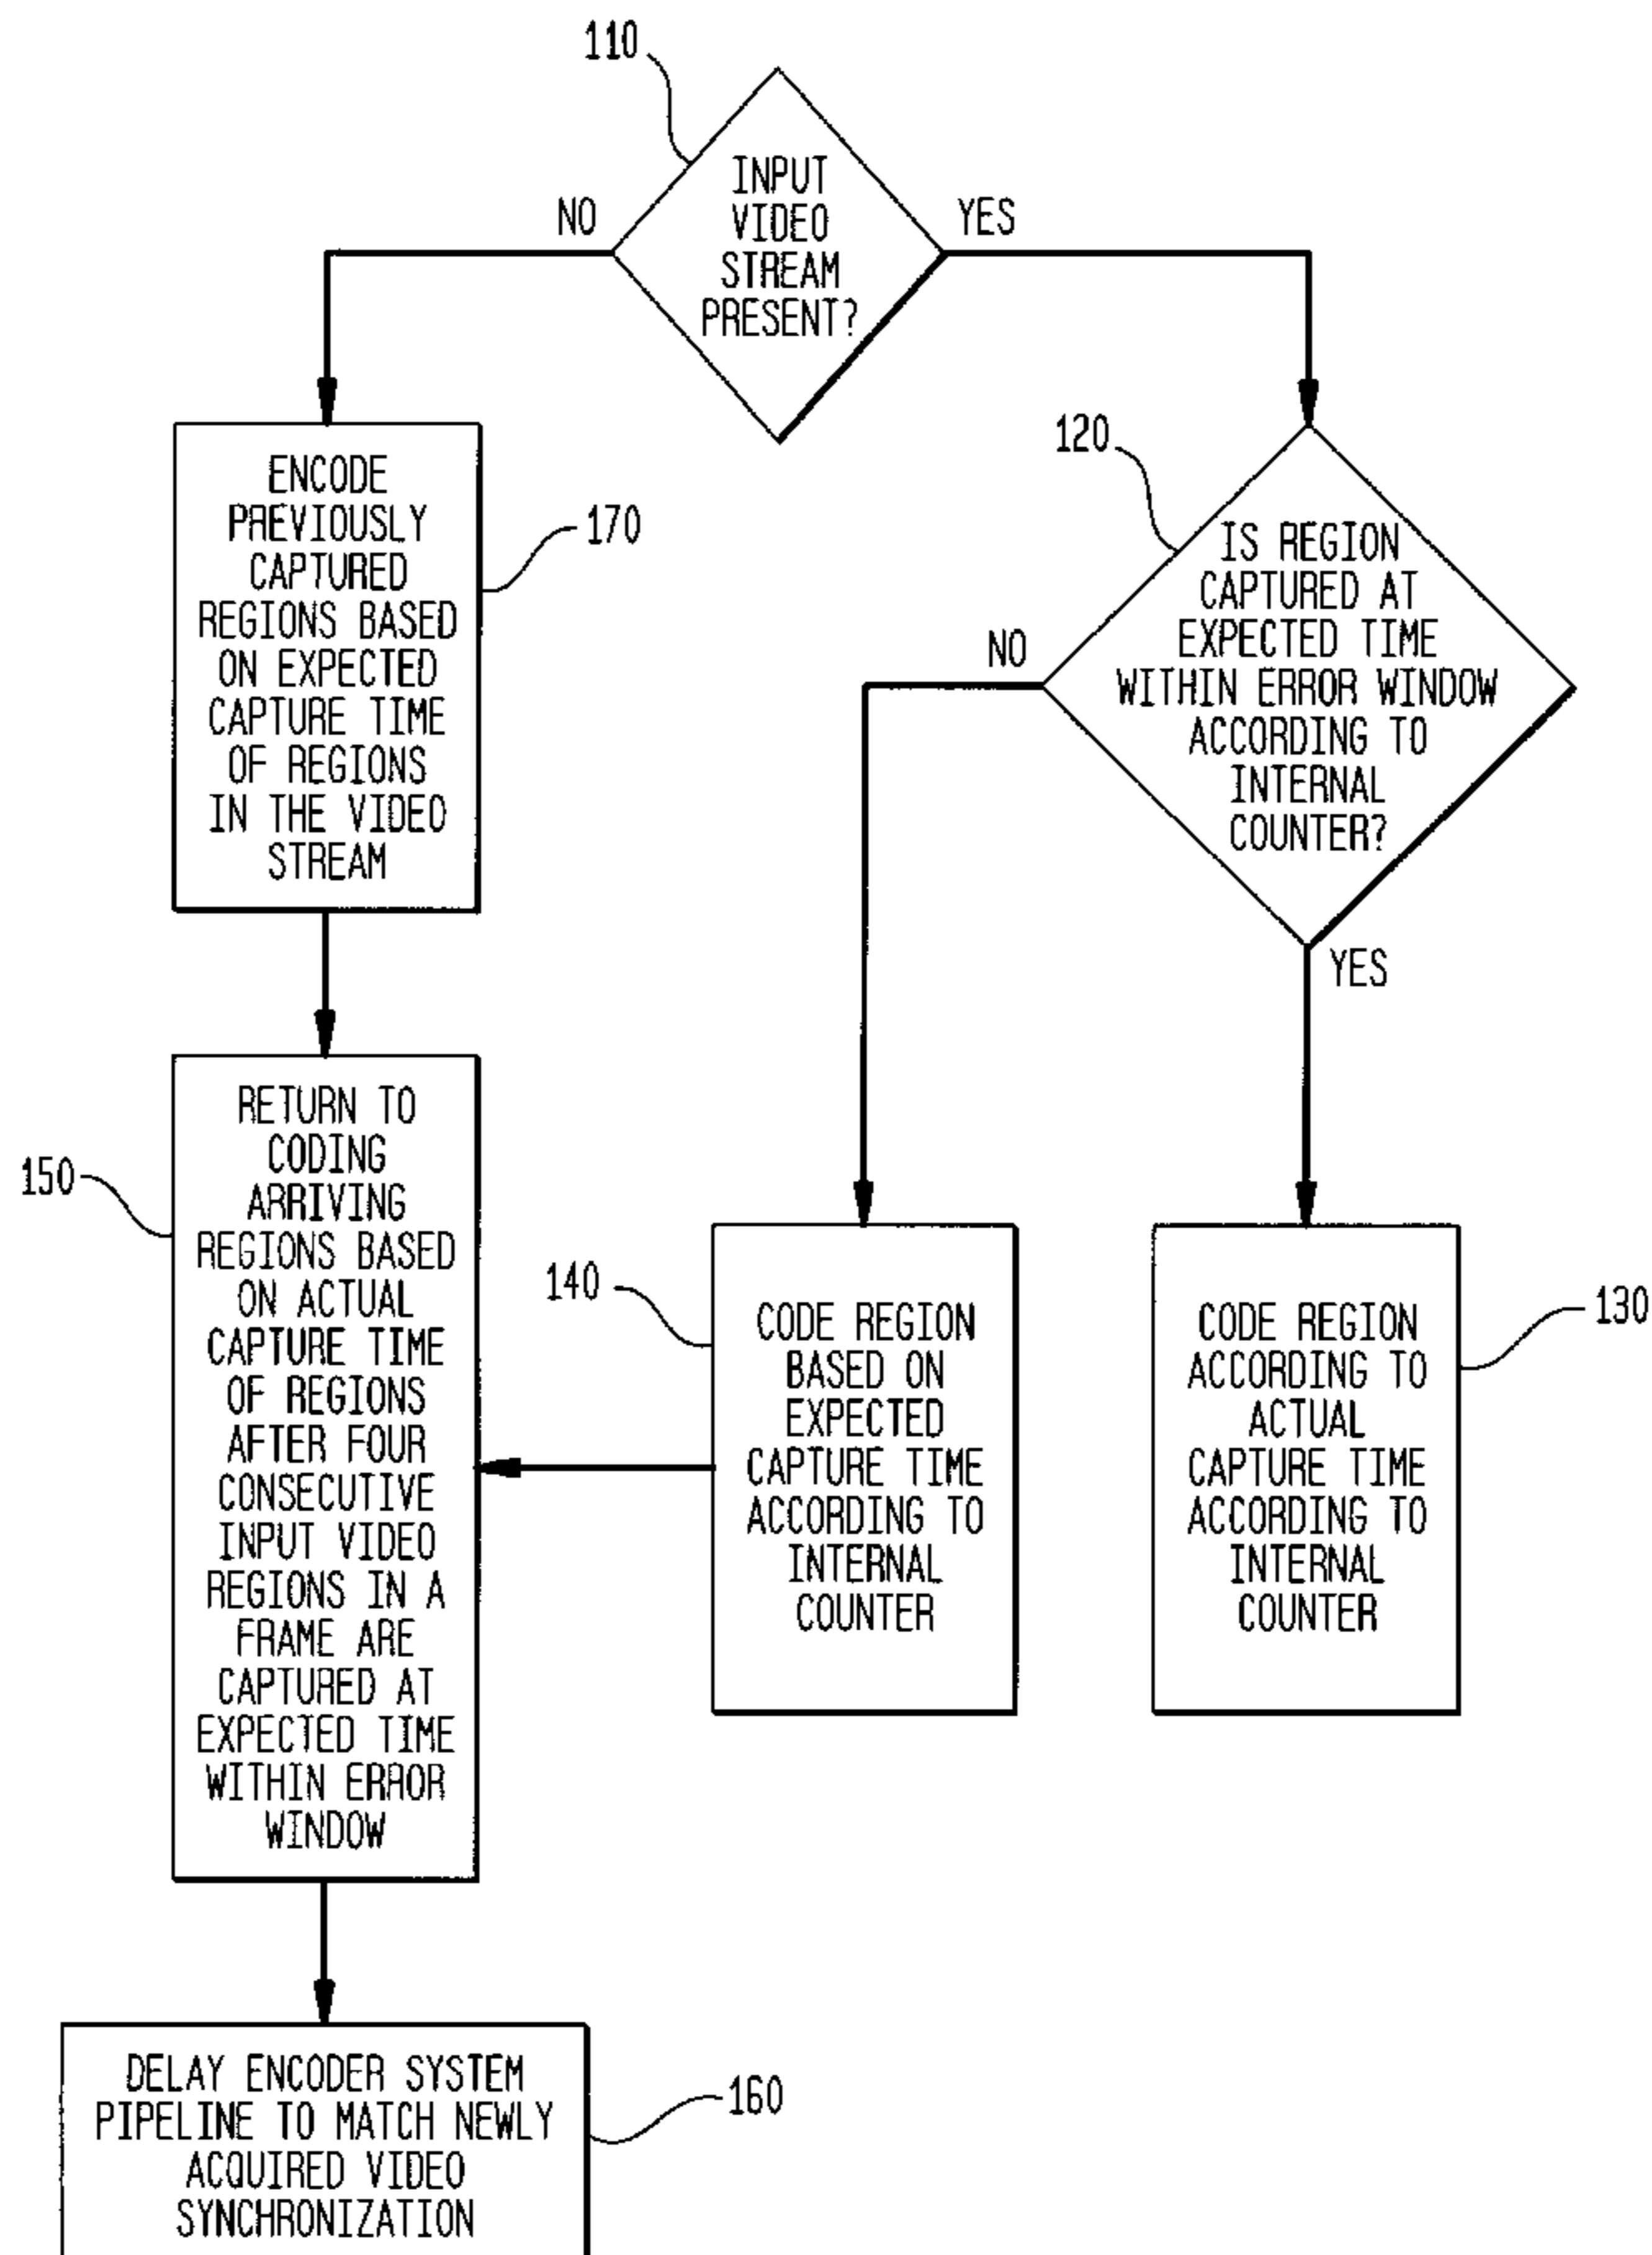 110
INPUT
VIDEO
STREAM
PRESENT?
NO
YES
120
IS REGION
CAPTURED AT
EXPECTED TIME
WITHIN ERROR WINDOW
ACCORDING TO
INTERNAL
COUNTER?
NO
YES
ENCODE
PREVIOUSLY
CAPTURED
REGIONS BASED
ON EXPECTED
CAPTURE TIME
OF REGIONS
IN THE VIDEO
STREAM
170
150
RETURN TO
CODING
ARRIVING
REGIONS BASED
ON ACTUAL
CAPTURE TIME
OF REGIONS
AFTER FOUR
CONSECUTIVE
INPUT VIDEO
REGIONS IN A
FRAME ARE
CAPTURED AT
EXPECTED TIME
WITHIN ERROR
WINDOW
140
CODE REGION
BASED ON
EXPECTED
CAPTURE TIME
ACCORDING TO
INTERNAL
COUNTER
CODE REGION
ACCORDING TO
ACTUAL
CAPTURE TIME
ACCORDING TO
INTERNAL
COUNTER
130
DELAY ENCODER SYSTEM
PIPELINE TO MATCH NEWLY
ACQUIRED VIDEO
SYNCHRONIZATION
160